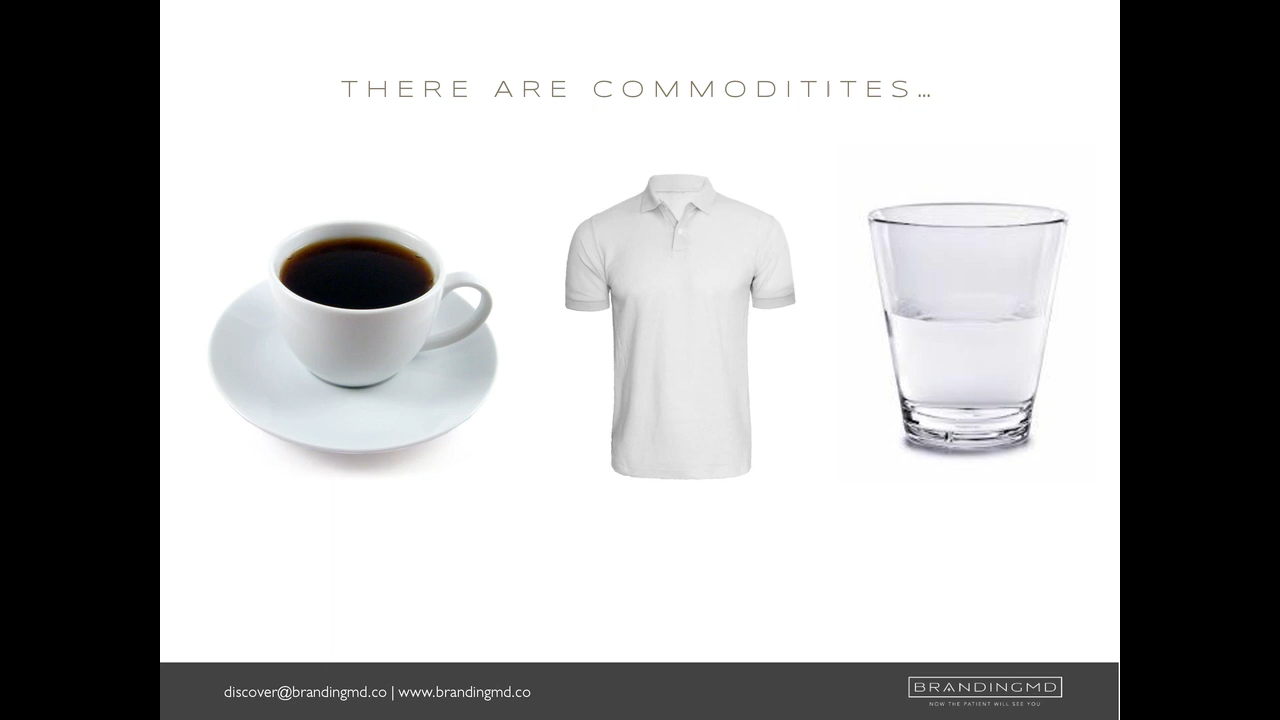 THERE ARE COMMODITITES...
discover@brandingmd.co | www.brandingmd.co
BRANDINGMD
NOW THE PATIENT WILL SEE YOU